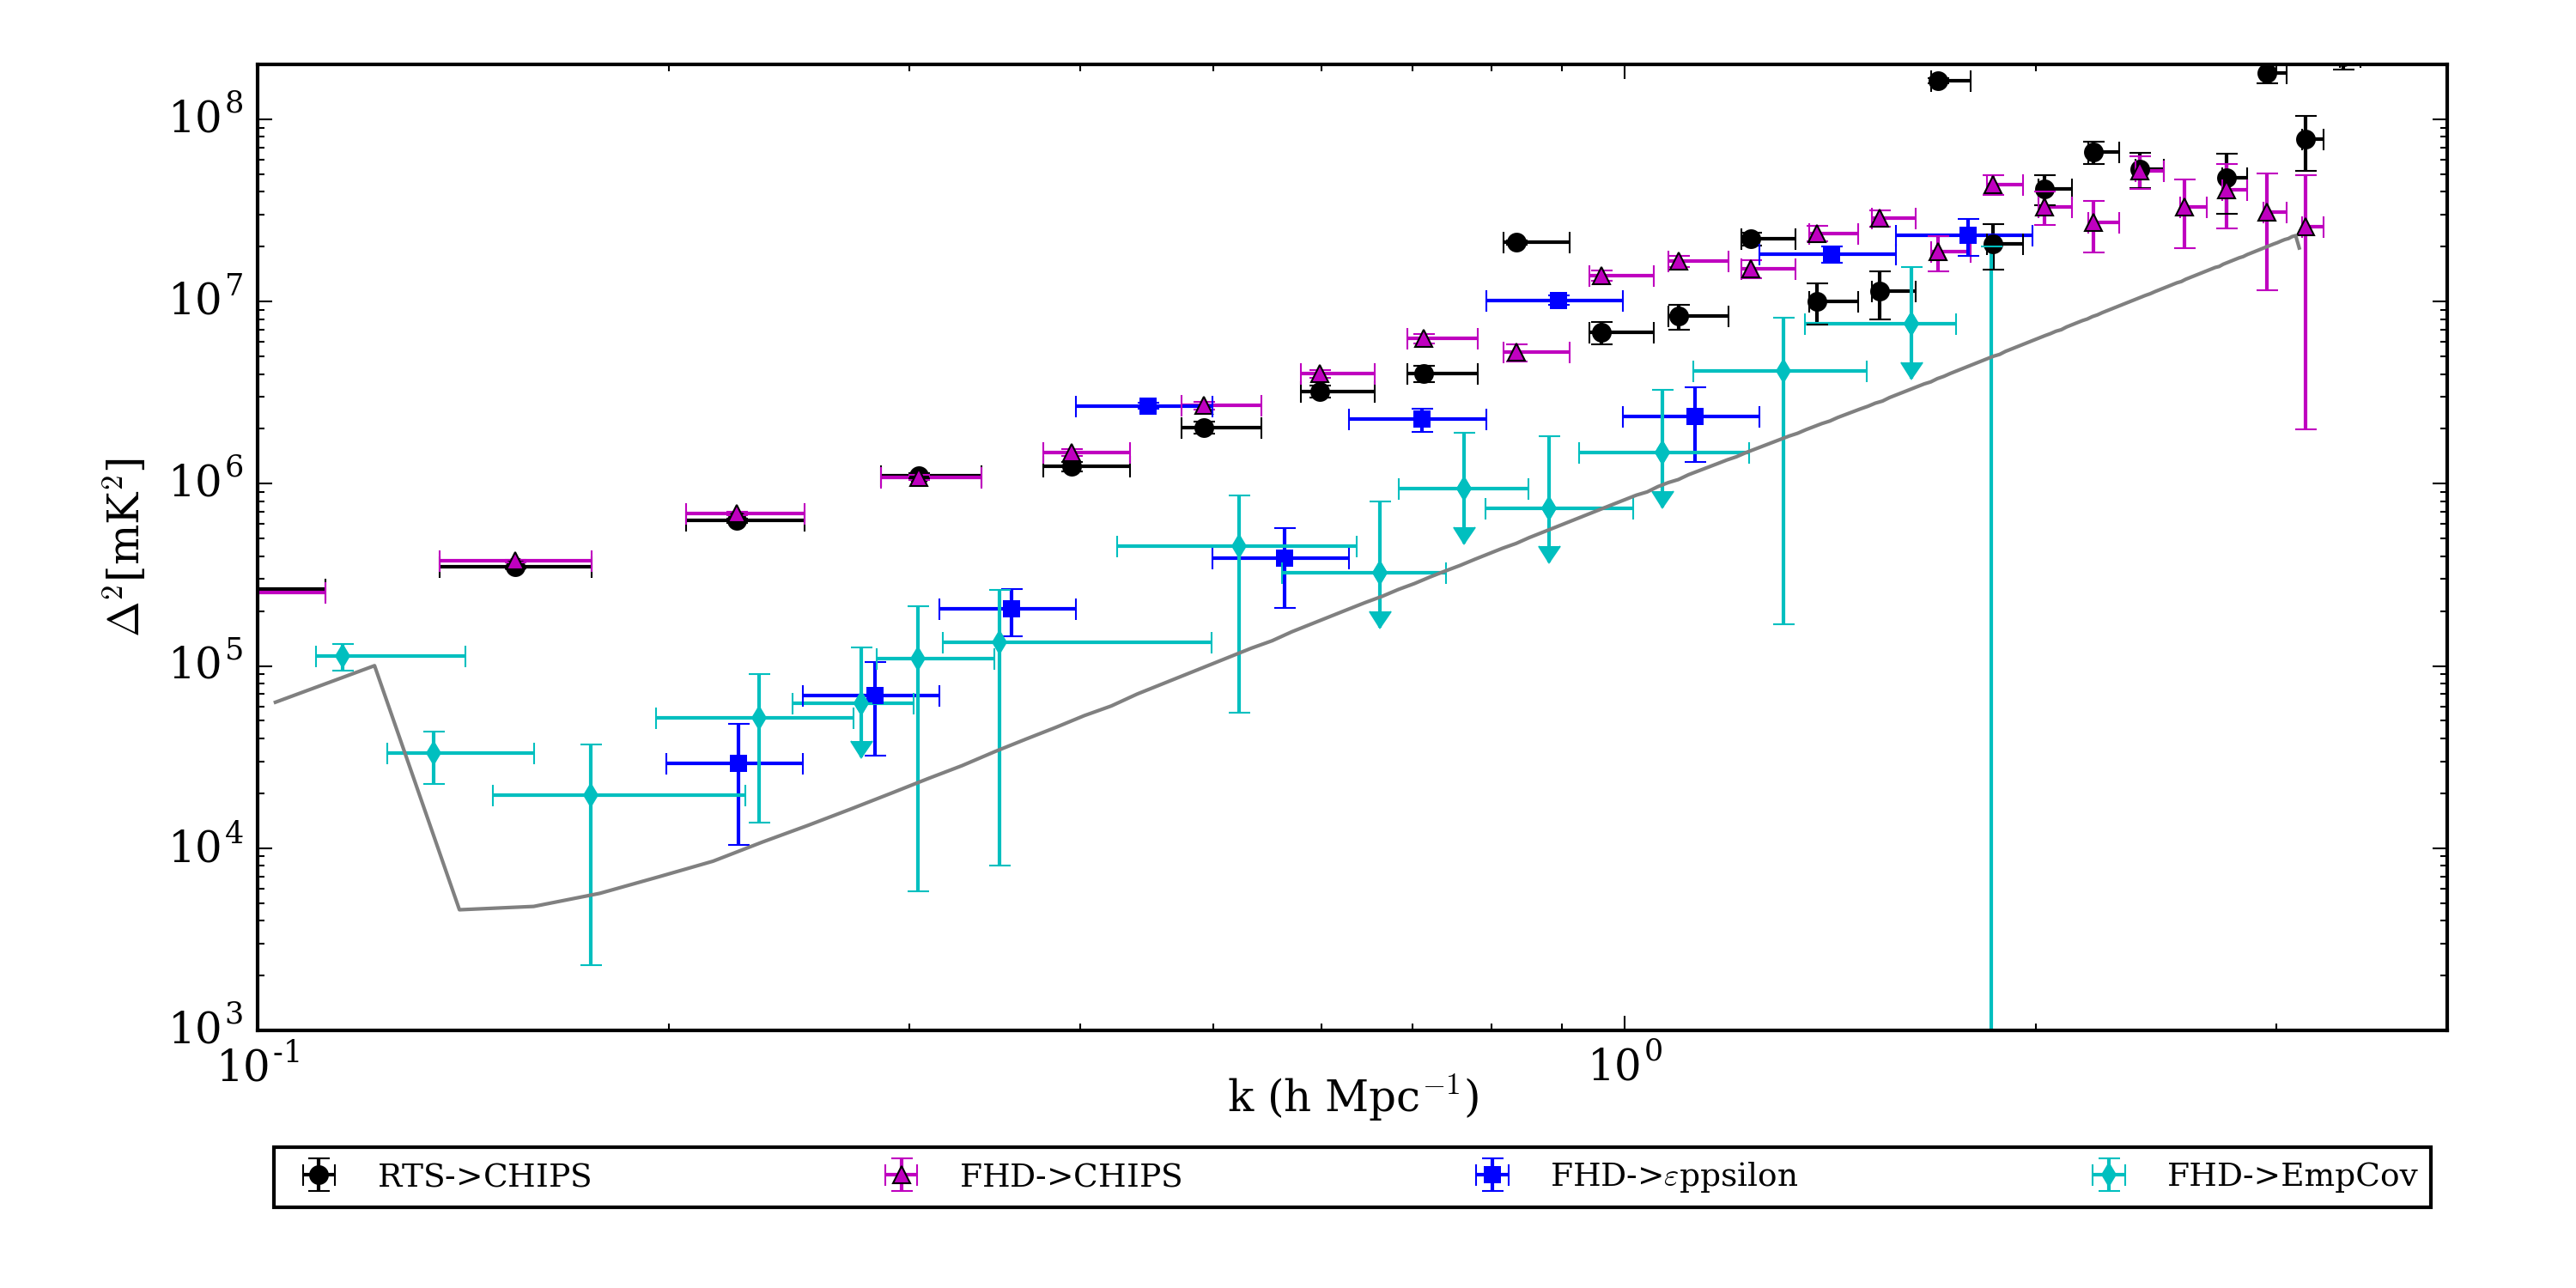 10⁸
10⁷
10⁶
10⁵
10⁴
10³
Δ²[mK²]
10⁻¹ 10⁰
k (h Mpc⁻¹)
RTS->CHIPS FHD->CHIPS FHD->εppsilon FHD->EmpCov